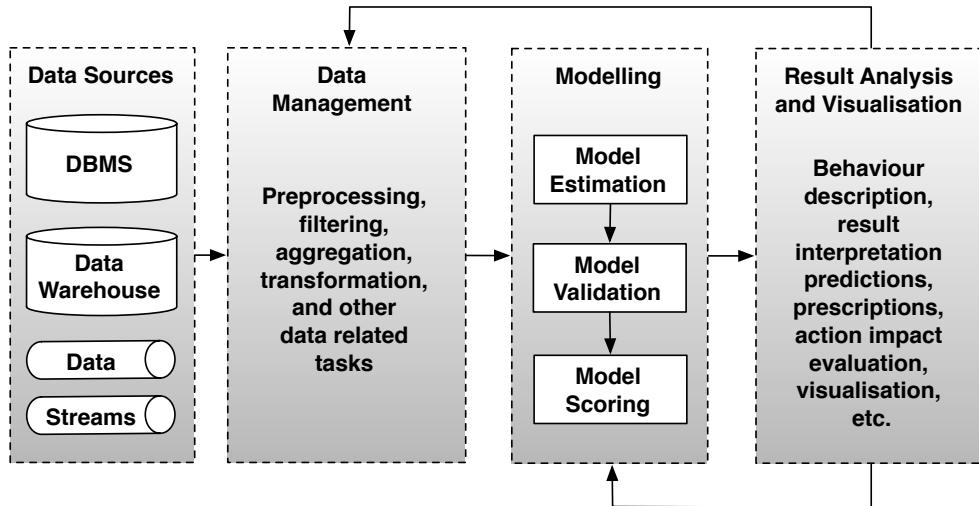 Data Sources
DBMS
Data
Warehouse
Data
Streams
Data
Management
Preprocessing,
filtering,
aggregation,
transformation,
and other
data related
tasks
Modelling
Model
Estimation
Model
Validation
Model
Scoring
Result Analysis
and Visualisation
Behaviour
description,
result
interpretation
predictions,
prescriptions,
action impact
evaluation,
visualisation,
etc.